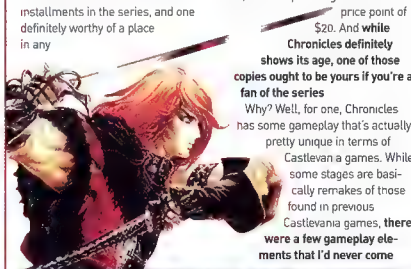 installments in the series, and one
definitely worthy of a place
in any
price point of
$20. And while
Chronicles definitely
shows its age, one of those
copies ought to be yours if you're a
fan of the series
Why? Well, for one, Chronicles
has some gameplay that's actually
pretty unique in terms of
Castlevania games. While
some stages are basi-
cally remakes of those
found in previous
Castlevania games, there
were a few gameplay ele-
ments that I'd never come